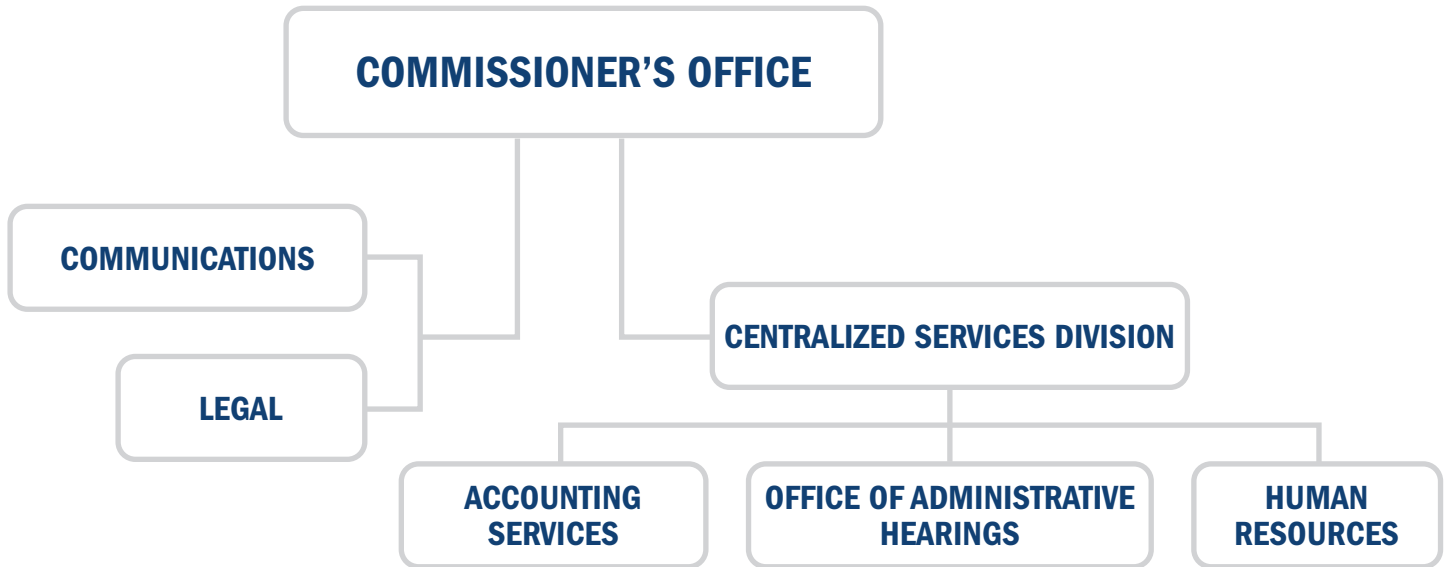 COMMISSIONER’S OFFICE
COMMUNICATIONS
CENTRALIZED SERVICES DIVISION
LEGAL
ACCOUNTING
SERVICES
OFFICE OF ADMINISTRATIVE
HEARINGS
HUMAN
RESOURCES